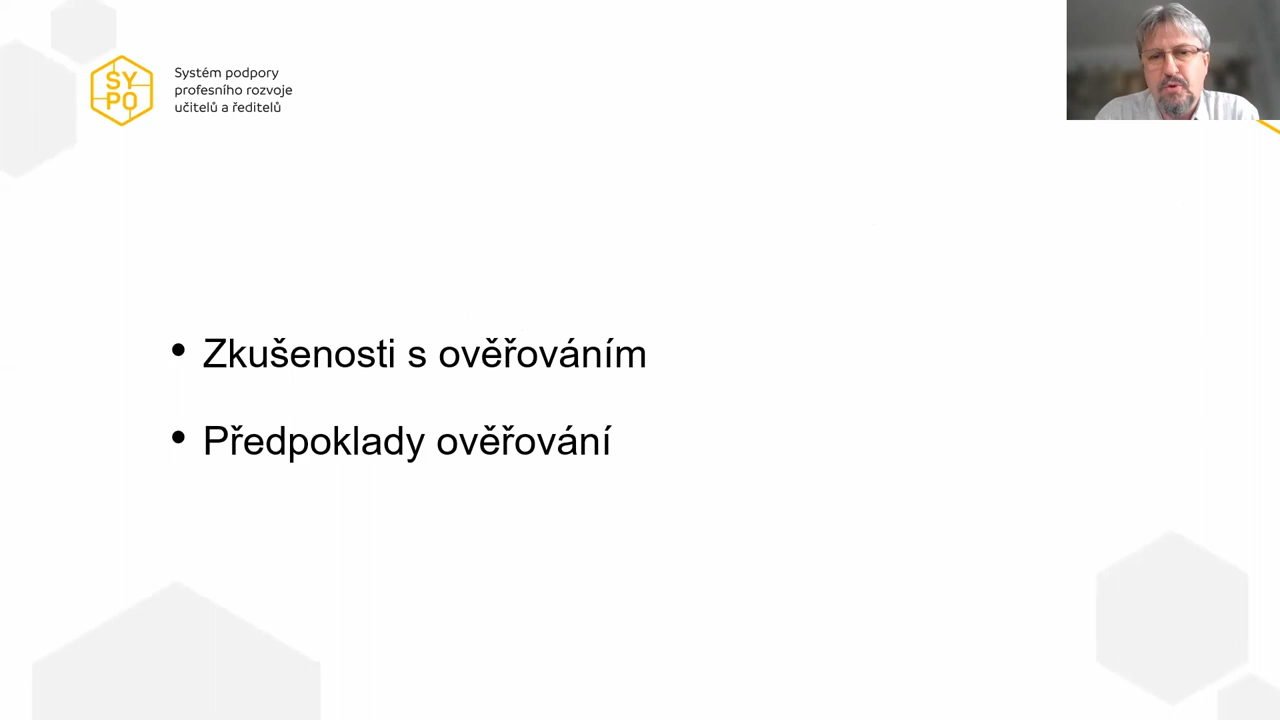 SY
PO
Systém podpory
profesního rozvoje
učitelů a ředitelů
• Zkušenosti s ověřováním
• Předpoklady ověřování